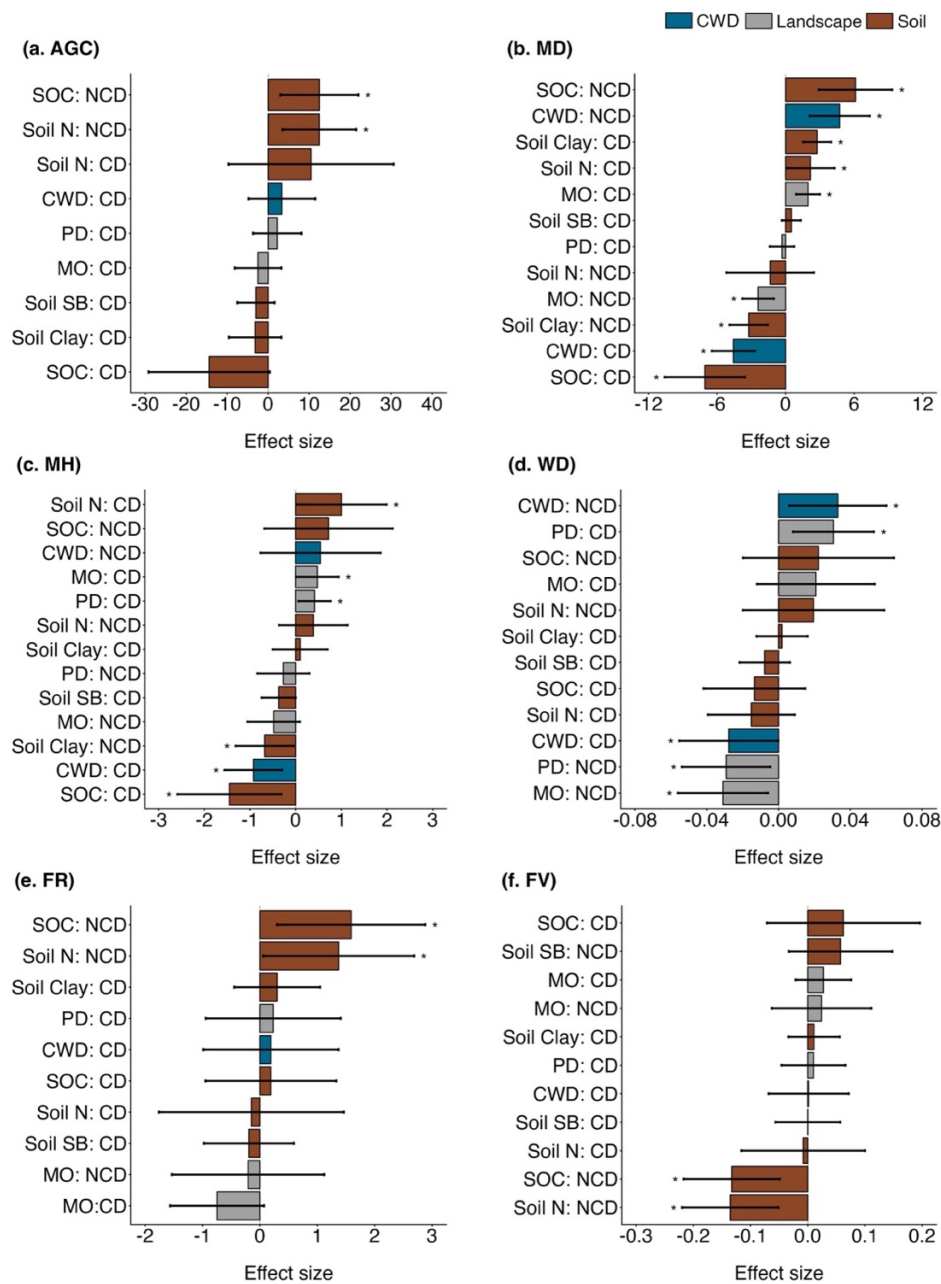 CWD Landscape Soil
(a. AGC)
SOC: NCD
*
Soil N: NCD
*
Soil N: CD
CWD: CD
PD: CD
MO: CD
Soil SB: CD
Soil Clay: CD
SOC: CD
-30 -20 -10 0 10 20 30 40
Effect size
(b. MD)
SOC: NCD
*
CWD: NCD
*
Soil Clay: CD
*
Soil N: CD
*
MO: CD
*
Soil SB: CD
PD: CD
Soil N: NCD
MO: NCD
*
Soil Clay: NCD
*
CWD: CD
*
SOC: CD
*
-12 -6 0 6 12
Effect size
(c. MH)
Soil N: CD
*
SOC: NCD
CWD: NCD
MO: CD
*
PD: CD
*
Soil N: NCD
Soil Clay: CD
PD: NCD
Soil SB: CD
MO: NCD
Soil Clay: NCD
*
CWD: CD
*
SOC: CD
*
-3 -2 -1 0 1 2 3
Effect size
(d. WD)
CWD: NCD
*
PD: CD
*
SOC: NCD
MO: CD
Soil N: NCD
Soil Clay: CD
Soil SB: CD
SOC: CD
Soil N: CD
CWD: CD
*
PD: NCD
*
MO: NCD
*
-0.08 -0.04 0.00 0.04 0.08
Effect size
(e. FR)
SOC: NCD
*
Soil N: NCD
*
Soil Clay: CD
PD: CD
CWD: CD
SOC: CD
Soil N: CD
Soil SB: CD
MO: NCD
MO:CD
-2 -1 0 1 2 3
Effect size
(f. FV)
SOC: CD
Soil SB: NCD
MO: CD
MO: NCD
Soil Clay: CD
PD: CD
CWD: CD
Soil SB: CD
Soil N: CD
SOC: NCD
*
Soil N: NCD
*
-0.3 -0.2 -0.1 0.0 0.1 0.2
Effect size